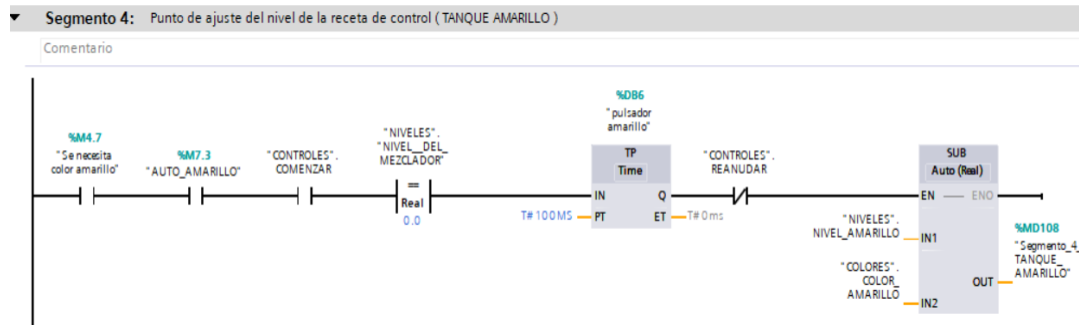 Segmento 4: Punto de ajuste del nivel de la receta de control ( TANQUE AMARILLO )
Comentario
%M4.7
"Se necesita
color amarillo"
%M7.3
"AUTO_AMARILLO"
"CONTROLES".
COMENZAR
"NIVELES".
"NIVEL__DEL_
MEZCLADOR"
==
Real
0.0
%DB6
"pulsador
amarillo"
TP
Time
IN
Q
T#100MS
PT
ET
T#0ms
"CONTROLES".
REANUDAR
SUB
Auto (Real)
EN
ENO
"NIVELES".
NIVEL_AMARILLO
IN1
"COLORES".
COLOR_
AMARILLO
IN2
OUT
%MD108
"Segmento_4_
TANQUE_
AMARILLO"